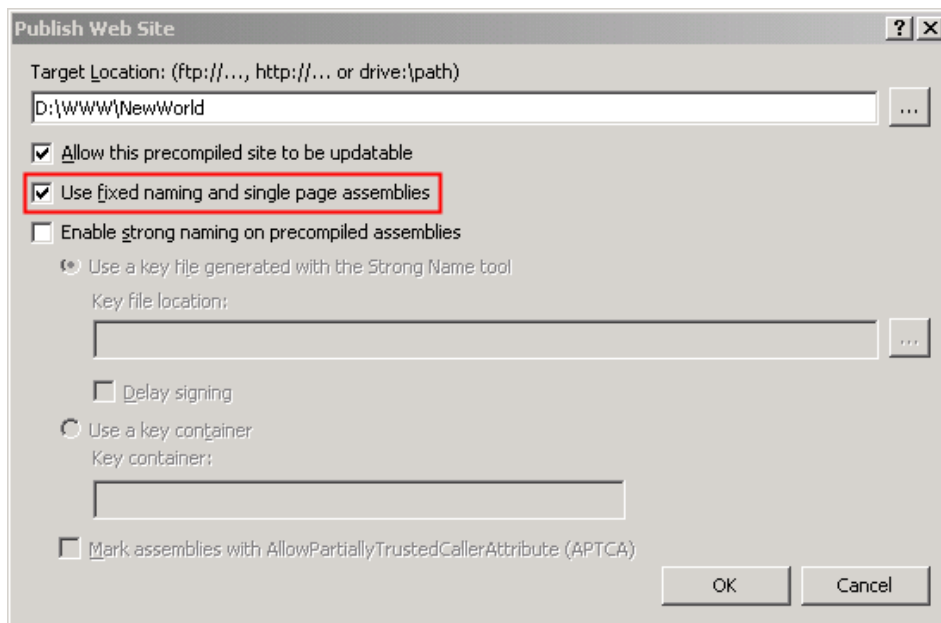 Publish Web Site
Target Location: (ftp://..., http://... or drive:\path)
D:\WWW\NewWorld
...
Allow this precompiled site to be updatable
Use fixed naming and single page assemblies
Enable strong naming on precompiled assemblies
Use a key file generated with the Strong Name tool
Key file location:
...
Delay signing
Use a key container
Key container:
Mark assemblies with AllowPartiallyTrustedCallerAttribute (APTCA)
OK Cancel